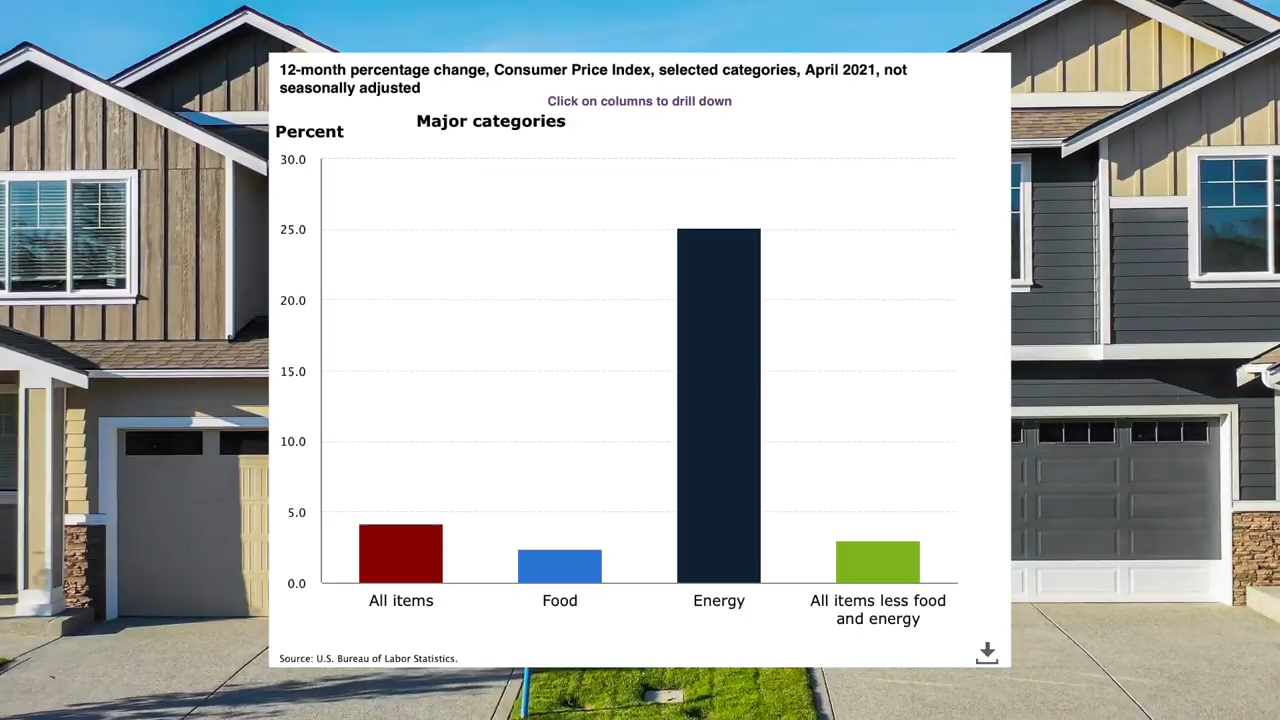 12-month percentage change, Consumer Price Index, selected categories, April 2021, not
seasonally adjusted
Click on columns to drill down
Major categories
Percent
30.0
25.0
20.0
15.0
10.0
5.0
0.0
All items
Food
Energy
All items less food
and energy
Source: U.S. Bureau of Labor Statistics.